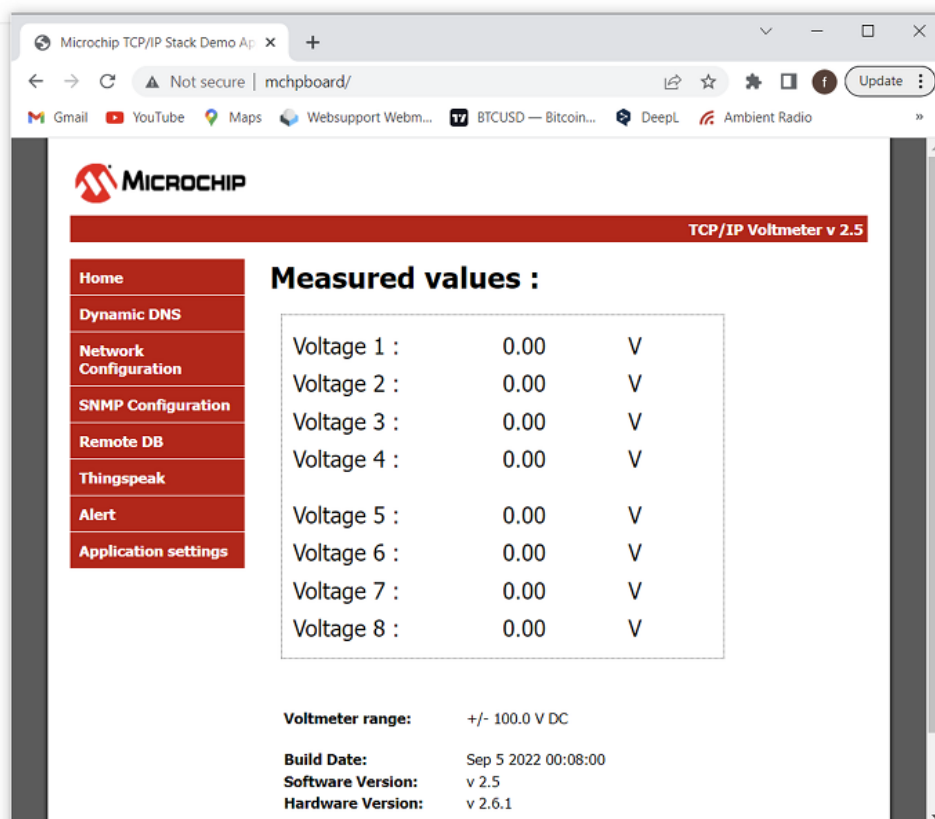 Microchip TCP/IP Stack Demo Ap
Not secure | mchpboard/
f
Update
Gmail YouTube Maps Websupport Webm... 17 BTCUSD — Bitcoin... DeepL Ambient Radio »
MICROCHIP
TCP/IP Voltmeter v 2.5
Home
Dynamic DNS
Network
Configuration
SNMP Configuration
Remote DB
Thingspeak
Alert
Application settings
Measured values :
Voltage 1 : 0.00 V
Voltage 2 : 0.00 V
Voltage 3 : 0.00 V
Voltage 4 : 0.00 V
Voltage 5 : 0.00 V
Voltage 6 : 0.00 V
Voltage 7 : 0.00 V
Voltage 8 : 0.00 V
Voltmeter range: +/- 100.0 V DC
Build Date: Sep 5 2022 00:08:00
Software Version: v 2.5
Hardware Version: v 2.6.1